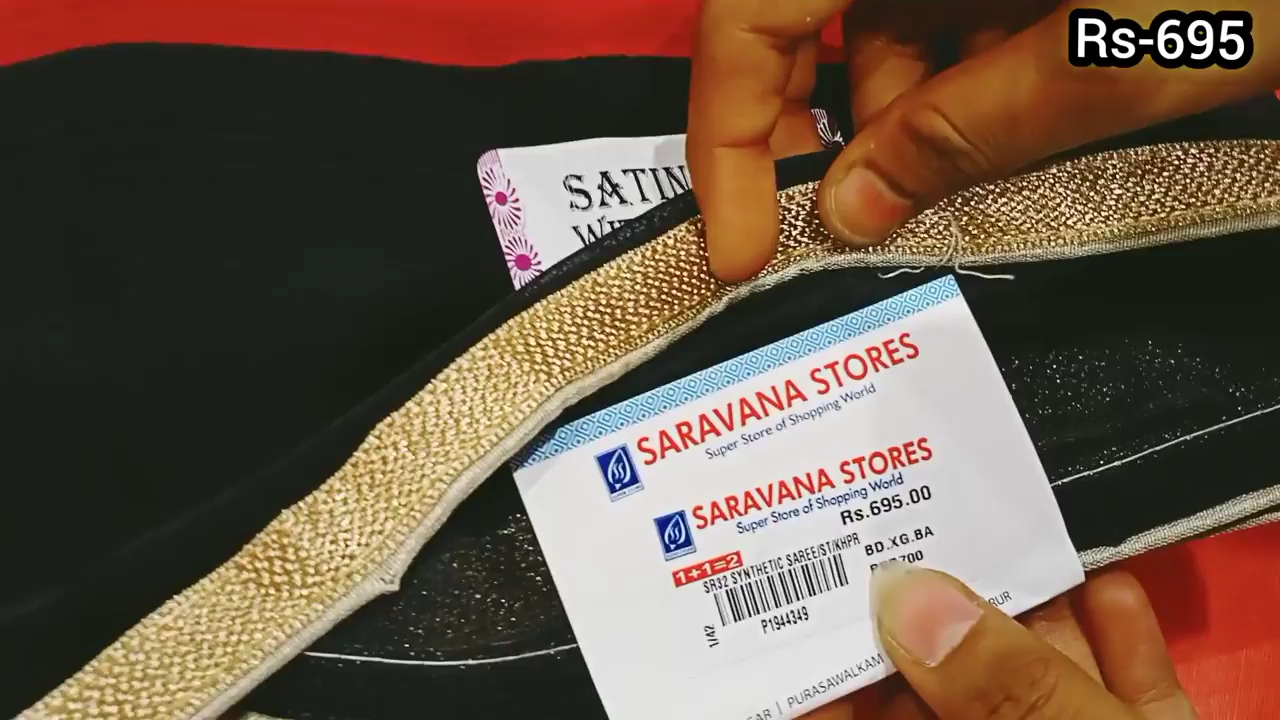 Rs-695
SATIN
SARAVANA STORES
Super Store of Shopping World
SARAVANA STORES
Super Store of Shopping World
Rs.695.00
1+1=2
SR32 SYNTHETIC SAREE/ST/KHPR
BD.XG.BA
1/42
P1944349
PURASAWALKAM